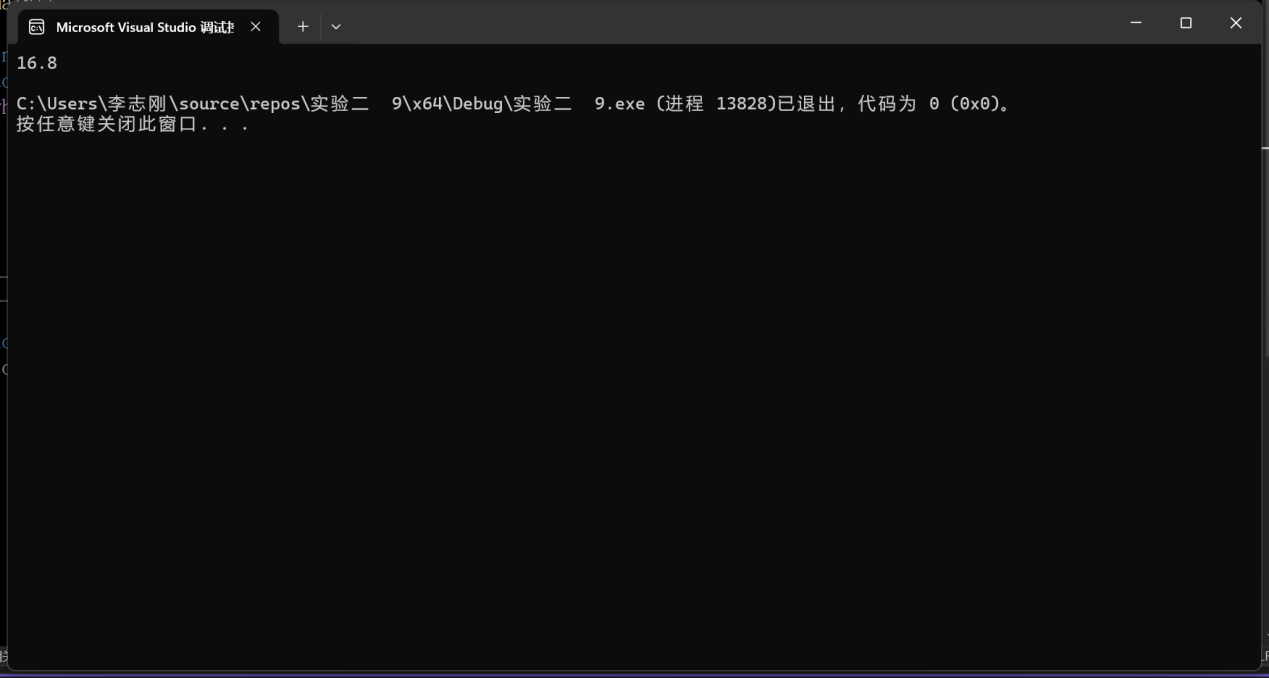 Microsoft Visual Studio 调试
16.8
C:\Users\李志刚\source\repos\实验二  9\x64\Debug\实验二  9.exe (进程 13828)已退出，代码为 0 (0x0)。
按任意键关闭此窗口. . .